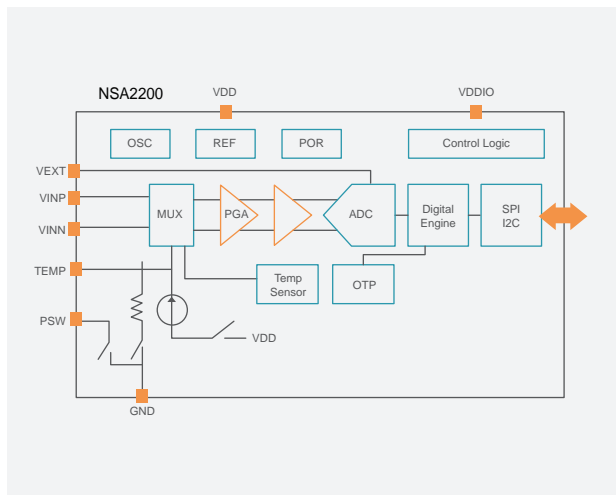 NSA2200
VDD
VDDIO
OSC
REF
POR
Control Logic
VEXT
VINP
VINN
MUX
PGA
ADC
Digital
Engine
SPI
I2C
TEMP
Temp
Sensor
OTP
PSW
VDD
GND